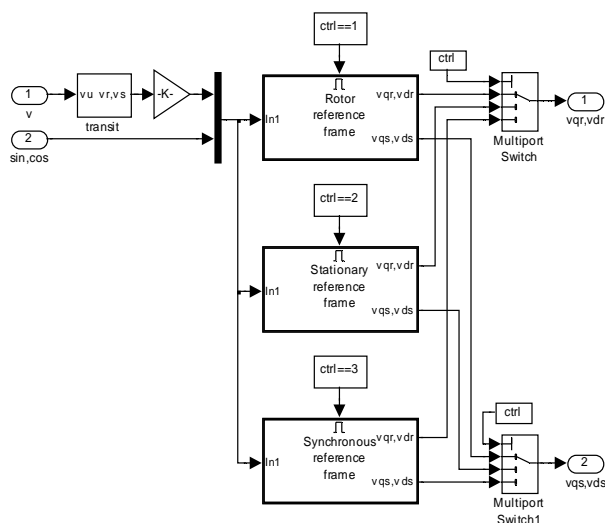 ctrl==1
1
v
vu vr,vs
transit
-K-
2
sin,cos
In1
Rotor
reference
frame
vqr,vdr
vqs,vds
ctrl
Multiport
Switch
1
vqr,vdr
ctrl==2
In1
Stationary
reference
frame
vqr,vdr
vqs,vds
ctrl==3
In1
Synchronous
reference
frame
vqr,vdr
vqs,vds
ctrl
Multiport
Switch1
2
vqs,vds